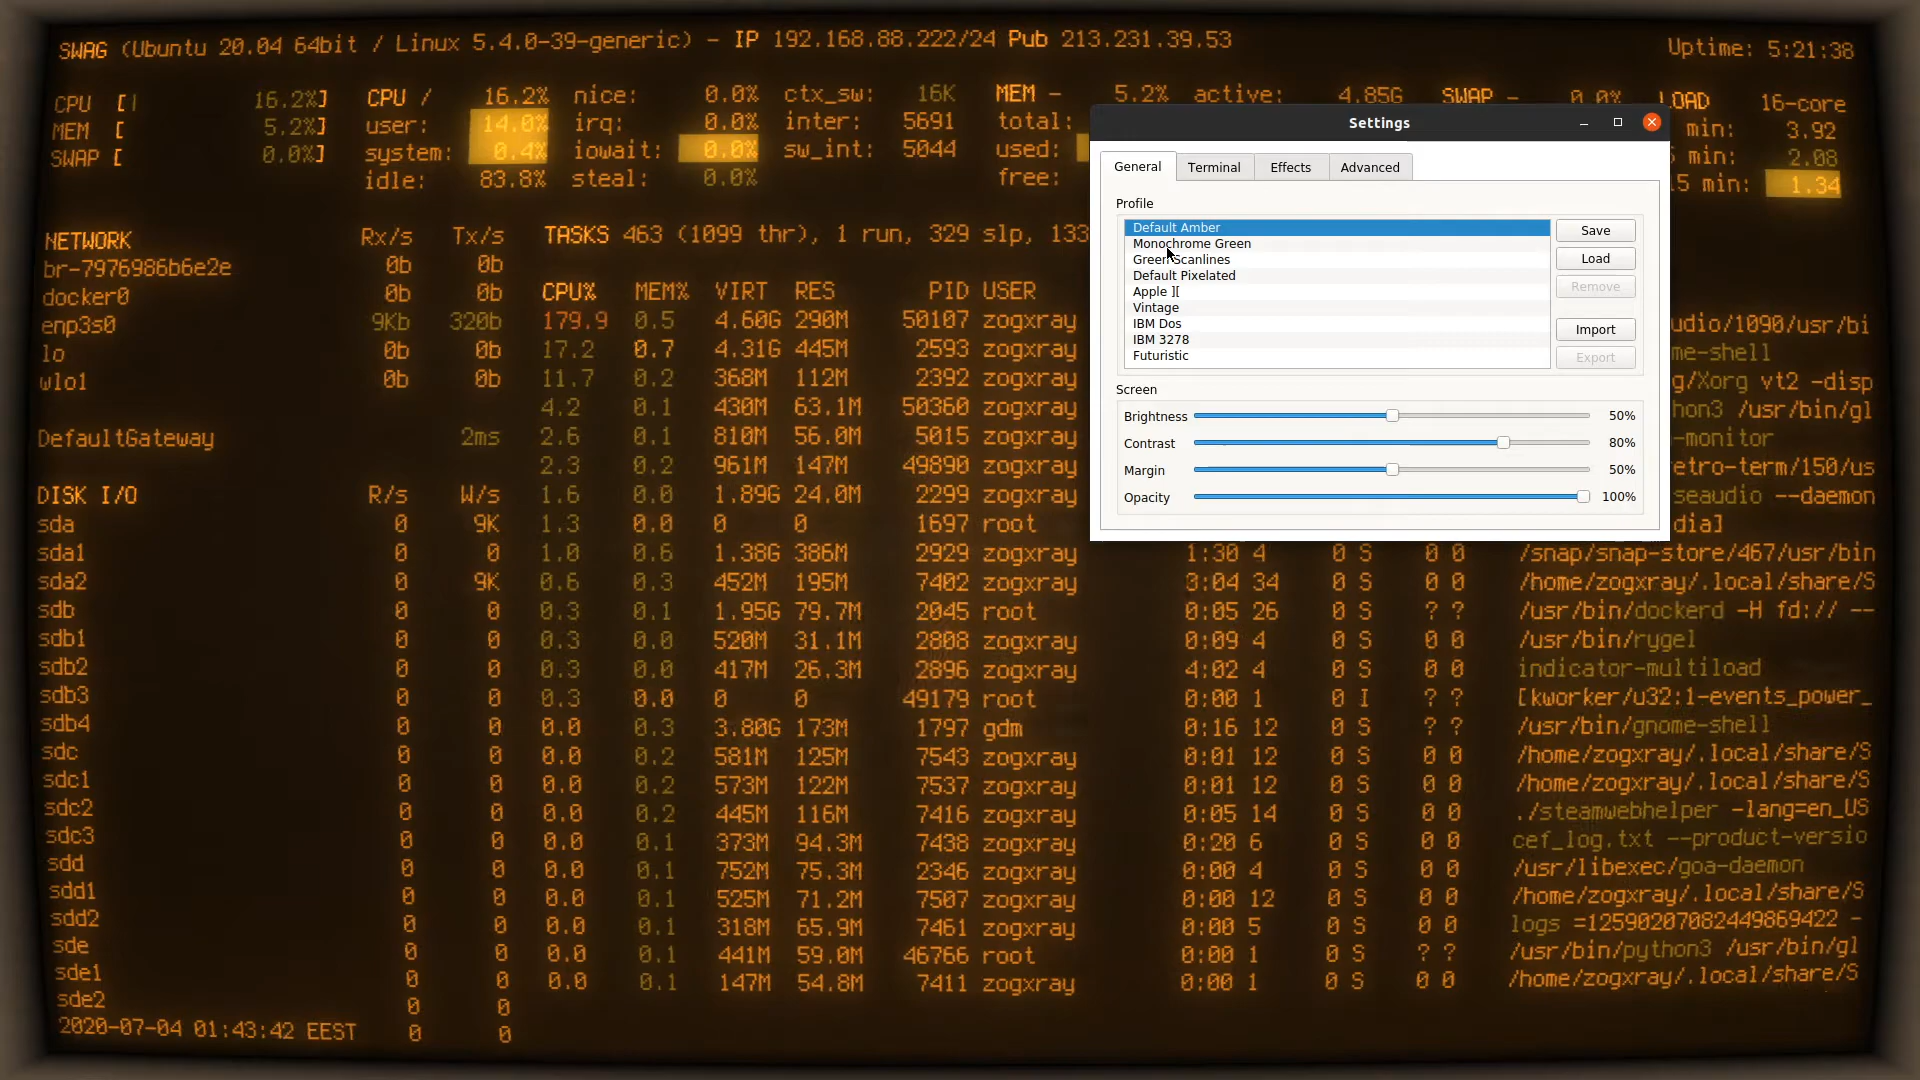 SWAG (Ubuntu 20.04 64bit / Linux 5.4.0-39-generic) - IP 192.168.88.222/24 Pub 213.231.39.53 Uptime: 5:21:38
CPU [| 16.2%] CPU / 16.2% nice: 0.0% ctx_sw: 16K MEM - 5.2% active: 4.85G SWAP - 0.0% LOAD 16-core
MEM [ 5.2%] user: 14.0% irq: 0.0% inter: 5691 total: min: 3.92
SWAP [ 0.0%] system: 0.4% iowait: 0.0% sw_int: 5044 used: min: 2.08
idle: 83.8% steal: 0.0% free: 15 min: 1.34
NETWORK Rx/s Tx/s TASKS 463 (1099 thr), 1 run, 329 slp, 133
br-7976986b6e2e 0b 0b
docker0 0b 0b CPU% MEM% VIRT RES PID USER
enp3s0 9Kb 320b 179.9 0.5 4.60G 290M 50107 zogxray udio/1090/usr/bi
lo 0b 0b 17.2 0.7 4.31G 445M 2593 zogxray me-shell
wlo1 0b 0b 11.7 0.2 368M 112M 2392 zogxray g/Xorg vt2 -disp
4.2 0.1 430M 63.1M 50360 zogxray hon3 /usr/bin/gl
DefaultGateway 2ms 2.6 0.1 810M 56.0M 5015 zogxray -monitor
2.3 0.2 961M 147M 49890 zogxray etro-term/150/us
DISK I/O R/s W/s 1.6 0.0 1.89G 24.0M 2299 zogxray seaudio --daemon
sda 0 9K 1.3 0.0 0 0 1697 root dia]
sda1 0 0 1.0 0.6 1.38G 386M 2929 zogxray 1:30 4 0 S 0 0 /snap/snap-store/467/usr/bin
sda2 0 9K 0.6 0.3 452M 195M 7402 zogxray 3:04 34 0 S 0 0 /home/zogxray/.local/share/S
sdb 0 0 0.3 0.1 1.95G 79.7M 2045 root 0:05 26 0 S ? ? /usr/bin/dockerd -H fd:// --
sdb1 0 0 0.3 0.0 520M 31.1M 2808 zogxray 0:09 4 0 S 0 0 /usr/bin/rygel
sdb2 0 0 0.3 0.0 417M 26.3M 2896 zogxray 4:02 4 0 S 0 0 indicator-multiload
sdb3 0 0 0.3 0.0 0 0 49179 root 0:00 1 0 I ? ? [kworker/u32:1-events_power_
sdb4 0 0 0.0 0.3 3.80G 173M 1797 gdm 0:16 12 0 S ? ? /usr/bin/gnome-shell
sdc 0 0 0.0 0.2 581M 125M 7543 zogxray 0:01 12 0 S 0 0 /home/zogxray/.local/share/S
sdc1 0 0 0.0 0.2 573M 122M 7537 zogxray 0:01 12 0 S 0 0 /home/zogxray/.local/share/S
sdc2 0 0 0.0 0.2 445M 116M 7416 zogxray 0:05 14 0 S 0 0 ./steamwebhelper -lang=en_US
sdc3 0 0 0.0 0.1 373M 94.3M 7438 zogxray 0:20 6 0 S 0 0 cef_log.txt --product-versio
sdd 0 0 0.0 0.1 752M 75.3M 2346 zogxray 0:00 4 0 S 0 0 /usr/libexec/goa-daemon
sdd1 0 0 0.0 0.1 525M 71.2M 7507 zogxray 0:00 12 0 S 0 0 /home/zogxray/.local/share/S
sdd2 0 0 0.0 0.1 318M 65.9M 7461 zogxray 0:00 5 0 S 0 0 logs =12590207082449869422 -
sde 0 0 0.0 0.1 441M 59.0M 46766 root 0:00 1 0 S ? ? /usr/bin/python3 /usr/bin/gl
sde1 0 0 0.0 0.1 147M 54.8M 7411 zogxray 0:00 1 0 S 0 0 /home/zogxray/.local/share/S
sde2 0 0
2020-07-04 01:43:42 EEST 0 0
Settings
General Terminal Effects Advanced
Profile
Default Amber
Monochrome Green
Green Scanlines
Default Pixelated
Apple ][
Vintage
IBM Dos
IBM 3278
Futuristic
Save
Load
Remove
Import
Export
Screen
Brightness 50%
Contrast 80%
Margin 50%
Opacity 100%